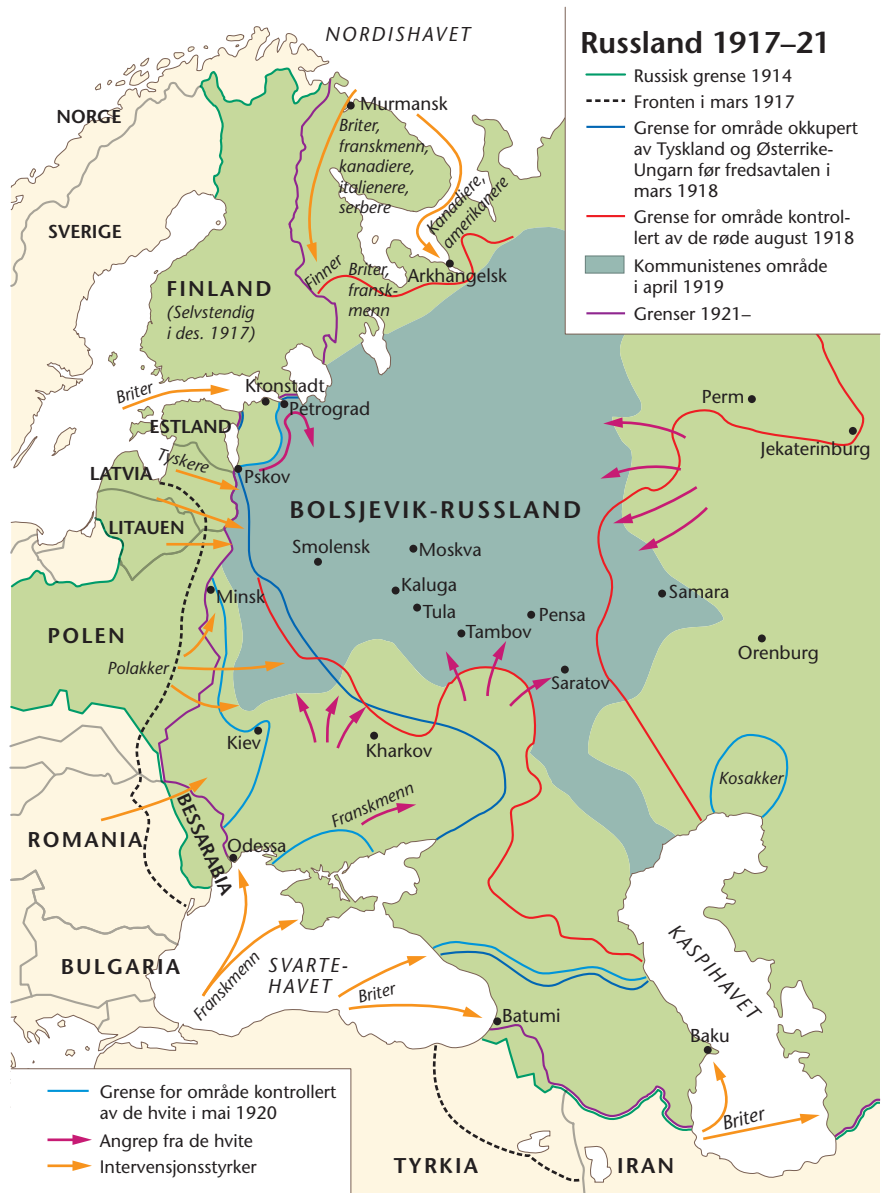 NORDISHAVET
Russland 1917–21
Russisk grense 1914
Fronten i mars 1917
Grense for område okkupert
av Tyskland og Østerrike-
Ungarn før fredsavtalen i
mars 1918
Grense for område kontrol-
lert av de røde august 1918
Kommunistenes område
i april 1919
Grenser 1921–
NORGE
Murmansk
Briter,
franskmenn,
kanadiere,
italienere,
serbere
Kanadiere,
amerikanere
SVERIGE
Finner
Arkhangelsk
Briter,
fransk-
menn
FINLAND
(Selvstendig
i des. 1917)
Briter
Kronstadt
Petrograd
Perm
Jekaterinburg
ESTLAND
Tyskere
Pskov
LATVIA
LITAUEN
BOLSJEVIK-RUSSLAND
Smolensk
Moskva
Minsk
Kaluga
Tula
Pensa
Samara
Tambov
POLEN
Orenburg
Polakker
Saratov
Kiev
Kharkov
Kosakker
Franskmenn
BESSARABIA
ROMANIA
Odessa
BULGARIA
Franskmenn
SVARTE-
HAVET
Briter
KASPIHAVET
Batumi
Baku
Briter
TYRKIA
IRAN
Grense for område kontrollert
av de hvite i mai 1920
Angrep fra de hvite
Intervensjonsstyrker